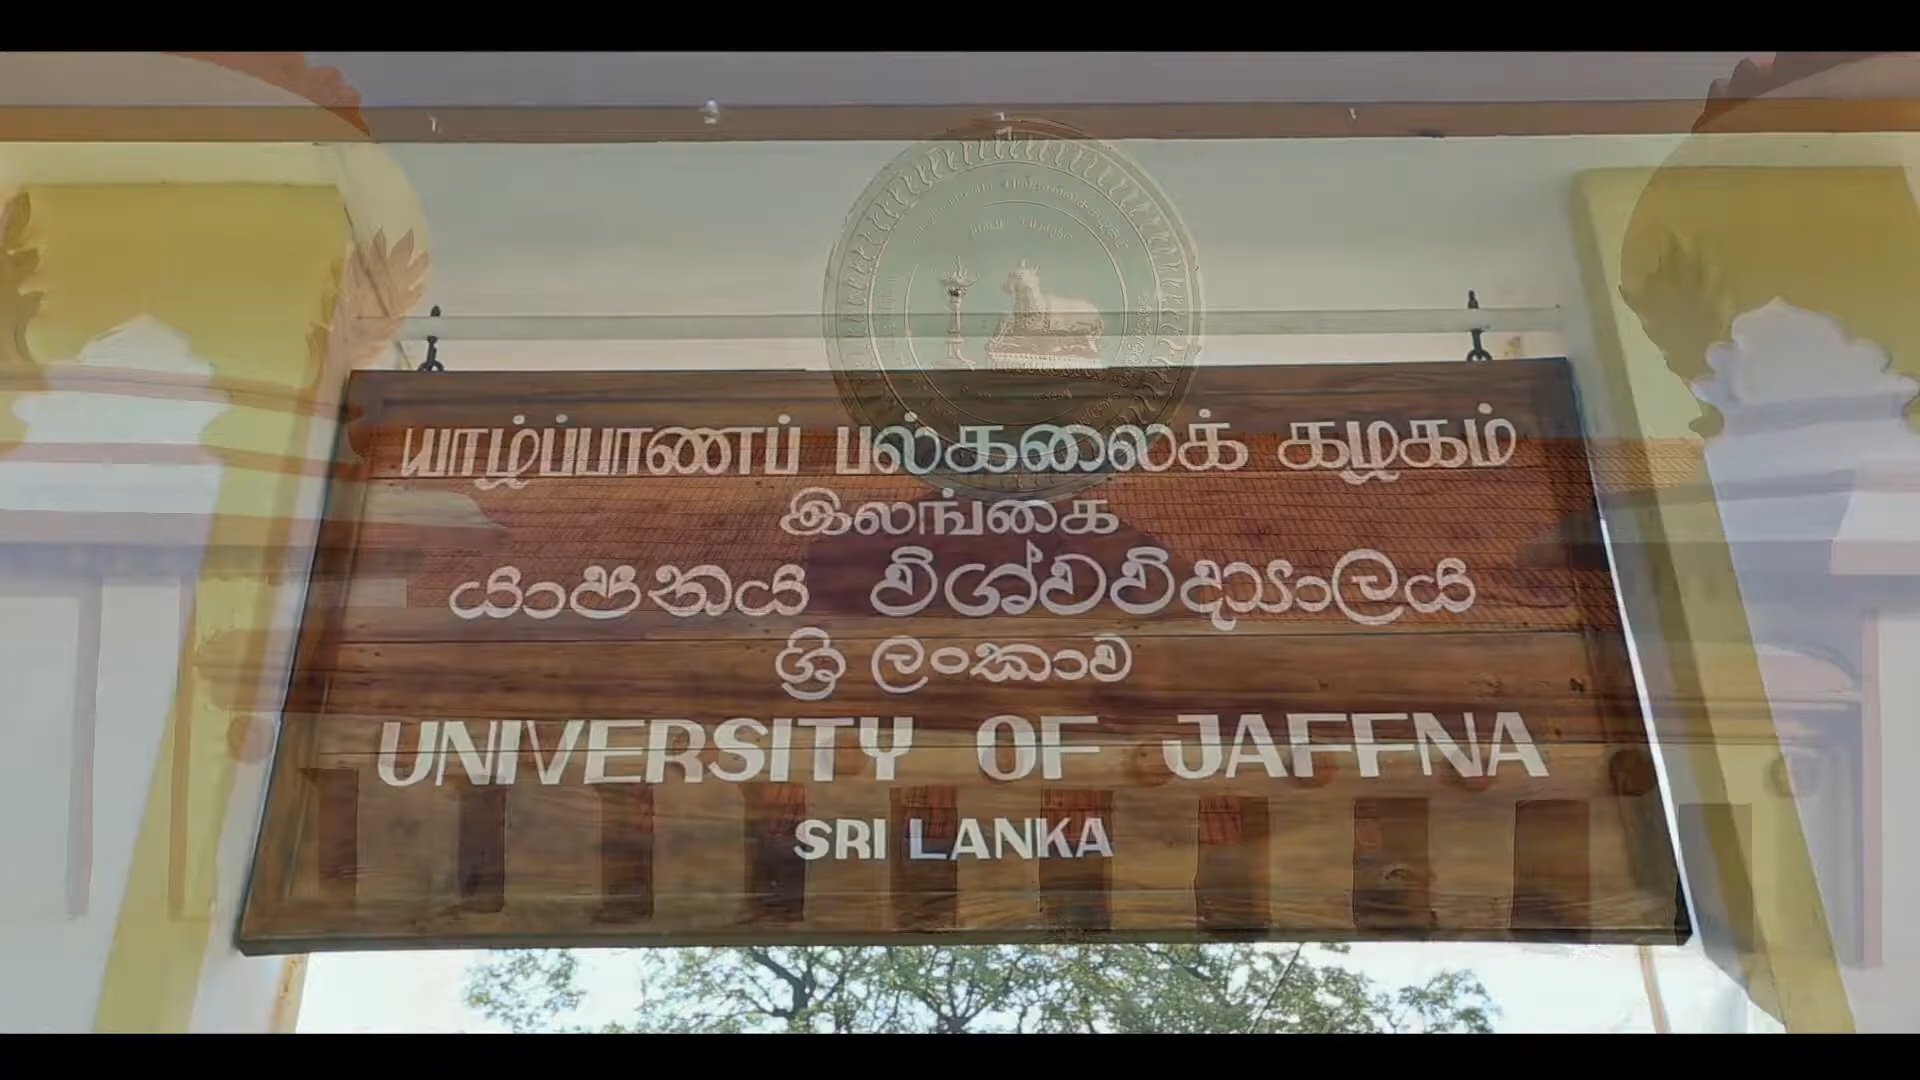 யாழ்ப்பாணப் பல்கலைக் கழகம்
இலங்கை
යාපනය විශ්වවිද්‍යාලය
ශ්‍රී ලංකාව
UNIVERSITY OF JAFFNA
SRI LANKA